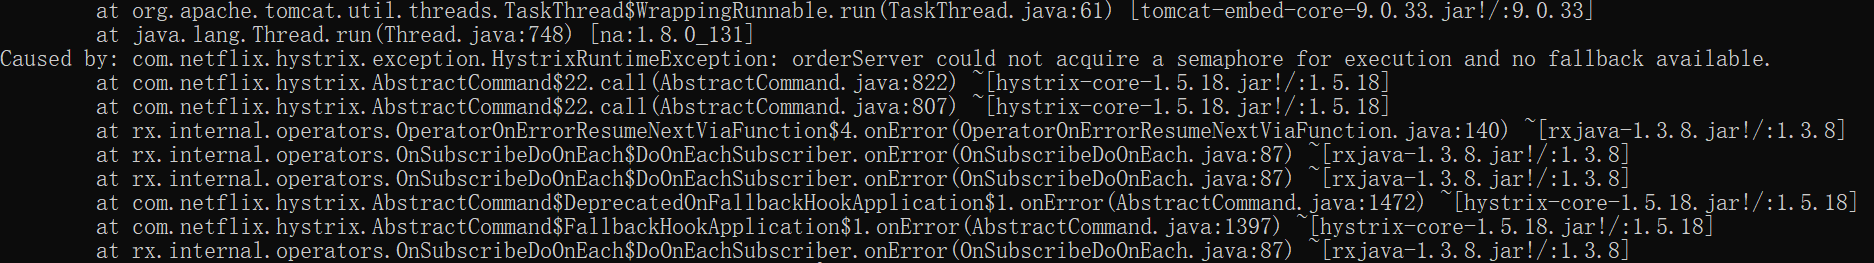 at org.apache.tomcat.util.threads.TaskThread$WrappingRunnable.run(TaskThread.java:61) [tomcat-embed-core-9.0.33.jar!/:9.0.33]
at java.lang.Thread.run(Thread.java:748) [na:1.8.0_131]
Caused by: com.netflix.hystrix.exception.HystrixRuntimeException: orderServer could not acquire a semaphore for execution and no fallback available.
at com.netflix.hystrix.AbstractCommand$22.call(AbstractCommand.java:822) ~[hystrix-core-1.5.18.jar!/:1.5.18]
at com.netflix.hystrix.AbstractCommand$22.call(AbstractCommand.java:807) ~[hystrix-core-1.5.18.jar!/:1.5.18]
at rx.internal.operators.OperatorOnErrorResumeNextViaFunction$4.onError(OperatorOnErrorResumeNextViaFunction.java:140) ~[rxjava-1.3.8.jar!/:1.3.8]
at rx.internal.operators.OnSubscribeDoOnEach$DoOnEachSubscriber.onError(OnSubscribeDoOnEach.java:87) ~[rxjava-1.3.8.jar!/:1.3.8]
at rx.internal.operators.OnSubscribeDoOnEach$DoOnEachSubscriber.onError(OnSubscribeDoOnEach.java:87) ~[rxjava-1.3.8.jar!/:1.3.8]
at com.netflix.hystrix.AbstractCommand$DeprecatedOnFallbackHookApplication$1.onError(AbstractCommand.java:1472) ~[hystrix-core-1.5.18.jar!/:1.5.18]
at com.netflix.hystrix.AbstractCommand$FallbackHookApplication$1.onError(AbstractCommand.java:1397) ~[hystrix-core-1.5.18.jar!/:1.5.18]
at rx.internal.operators.OnSubscribeDoOnEach$DoOnEachSubscriber.onError(OnSubscribeDoOnEach.java:87) ~[rxjava-1.3.8.jar!/:1.3.8]